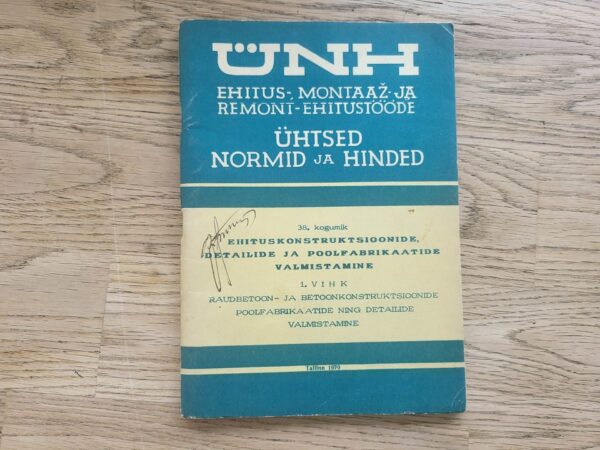 ÜNH
EHITUS-, MONTAAŽ- JA
REMONT-EHITUSTÖÖDE
ÜHTSED
NORMID JA HINDED
38. kogumik
EHITUSKONSTRUKTSIOONIDE,
DETAILIDE JA POOLFABRIKAATIDE
VALMISTAMINE
1. VIHK
RAUDBETOON- JA BETOONKONSTRUKTSIOONIDE
POOLFABRIKAATIDE NING DETAILIDE
VALMISTAMINE
Tallinn 1970